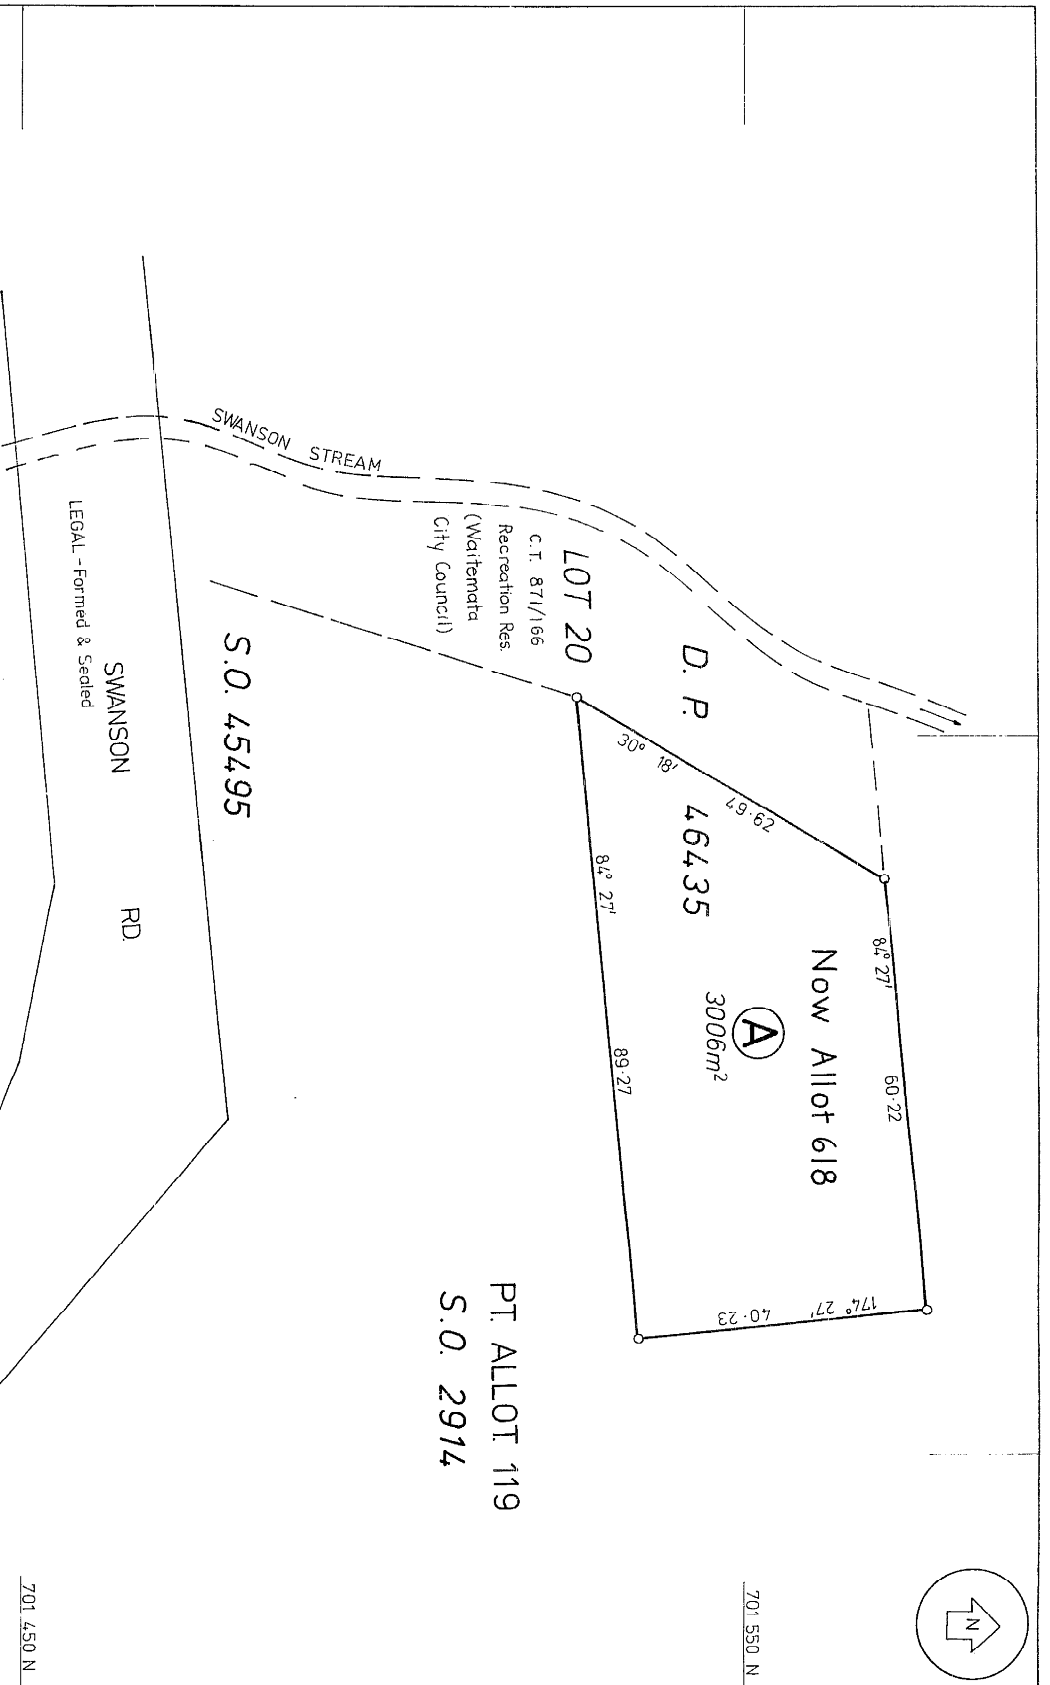 N
701 550 N
701 450 N
84° 27'
60·22
Now Allot 618
A
3006m²
30° 18'
49·62
174° 27'
40·23
84° 27'
89·27
D. P. 46435
LOT 20
C.T. 871/166
Recreation Res.
(Waitemata
City Council)
SWANSON STREAM
PT. ALLOT. 119
S.O. 2914
S.O. 45495
SWANSON RD.
LEGAL - Formed & Sealed